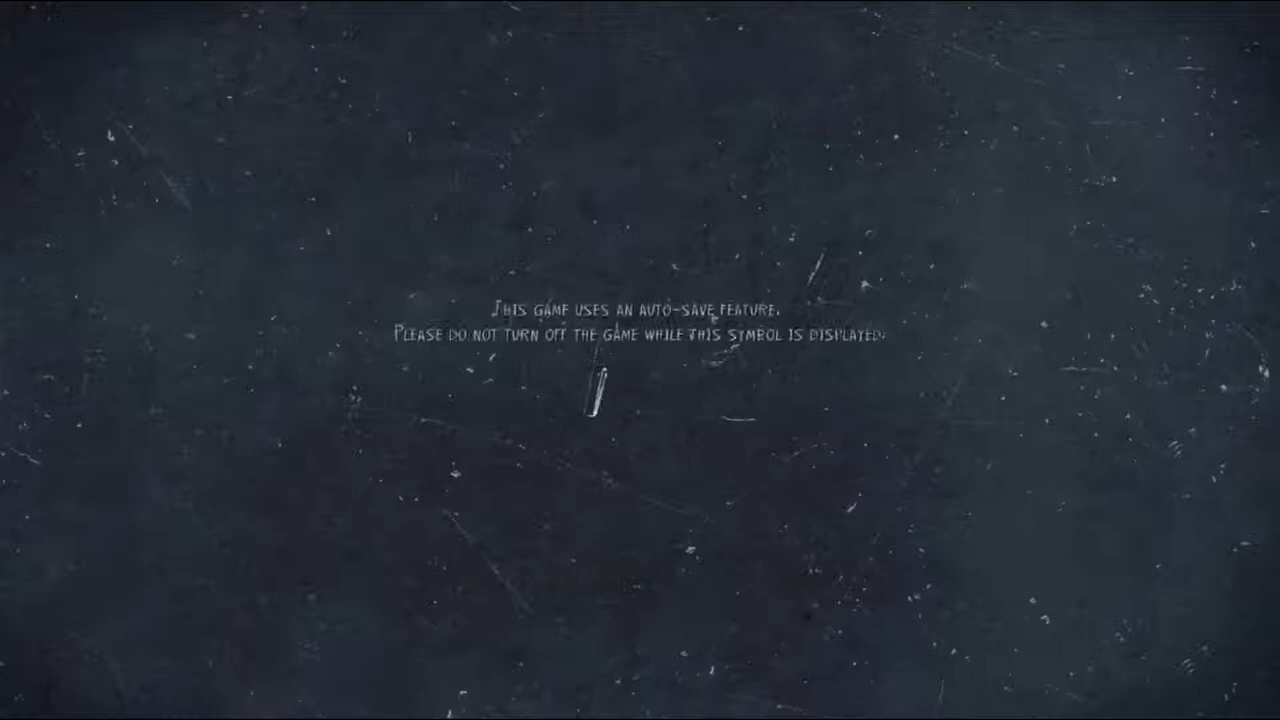 THIS GAME USES AN AUTO-SAVE FEATURE.
PLEASE DO NOT TURN OFF THE GAME WHILE THIS SYMBOL IS DISPLAYED.